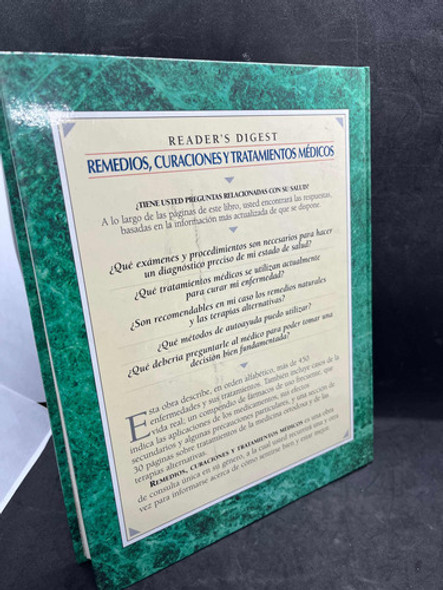 READER'S DIGEST
REMEDIOS, CURACIONES Y TRATAMIENTOS MÉDICOS
¿TIENE USTED PREGUNTAS RELACIONADAS CON SU SALUD?
A lo largo de las páginas de este libro, usted encontrará las respuestas,
basadas en la información más actualizada de que se dispone.
¿Qué exámenes y procedimientos son necesarios para hacer
un diagnóstico preciso de mi estado de salud?
¿Qué tratamientos médicos se utilizan actualmente
para curar mi enfermedad?
¿Son recomendables en mi caso los remedios naturales
y las terapias alternativas?
¿Qué métodos de autoayuda puedo utilizar?
¿Qué debería preguntarle al médico para poder tomar una
decisión bien fundamentada?
Esta obra describe, en orden alfabético, más de 450
enfermedades y sus tratamientos. También incluye casos de la
vida real; un compendio de fármacos de uso frecuente, que
indica las aplicaciones de los medicamentos, sus efectos
secundarios y algunas precauciones particulares, y una sección de
30 páginas sobre tratamientos de la medicina ortodoxa y de las
terapias alternativas.
REMEDIOS, CURACIONES Y TRATAMIENTOS MÉDICOS es una obra
de consulta única en su género, a la cual usted recurrirá una y otra
vez para informarse acerca de cómo sentirse bien y estar mejor.